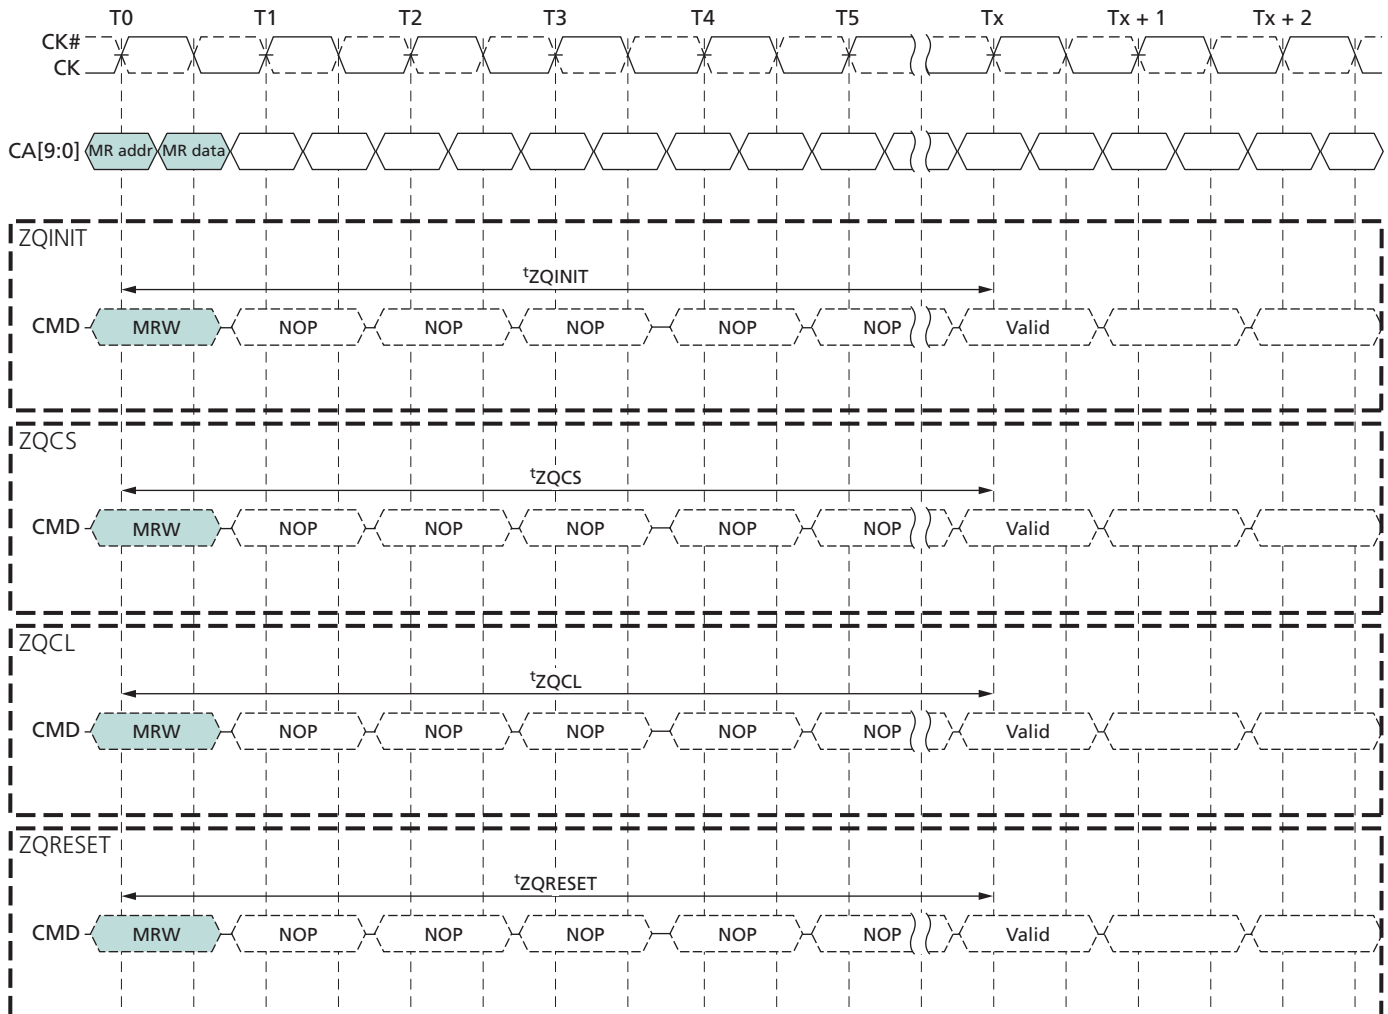 T0 T1 T2 T3 T4 T5 Tx Tx + 1 Tx + 2
CK#
CK
CA[9:0] MR addr MR data
ZQINIT
tZQINIT
CMD MRW NOP NOP NOP NOP NOP Valid
ZQCS
tZQCS
CMD MRW NOP NOP NOP NOP NOP Valid
ZQCL
tZQCL
CMD MRW NOP NOP NOP NOP NOP Valid
ZQRESET
tZQRESET
CMD MRW NOP NOP NOP NOP NOP Valid